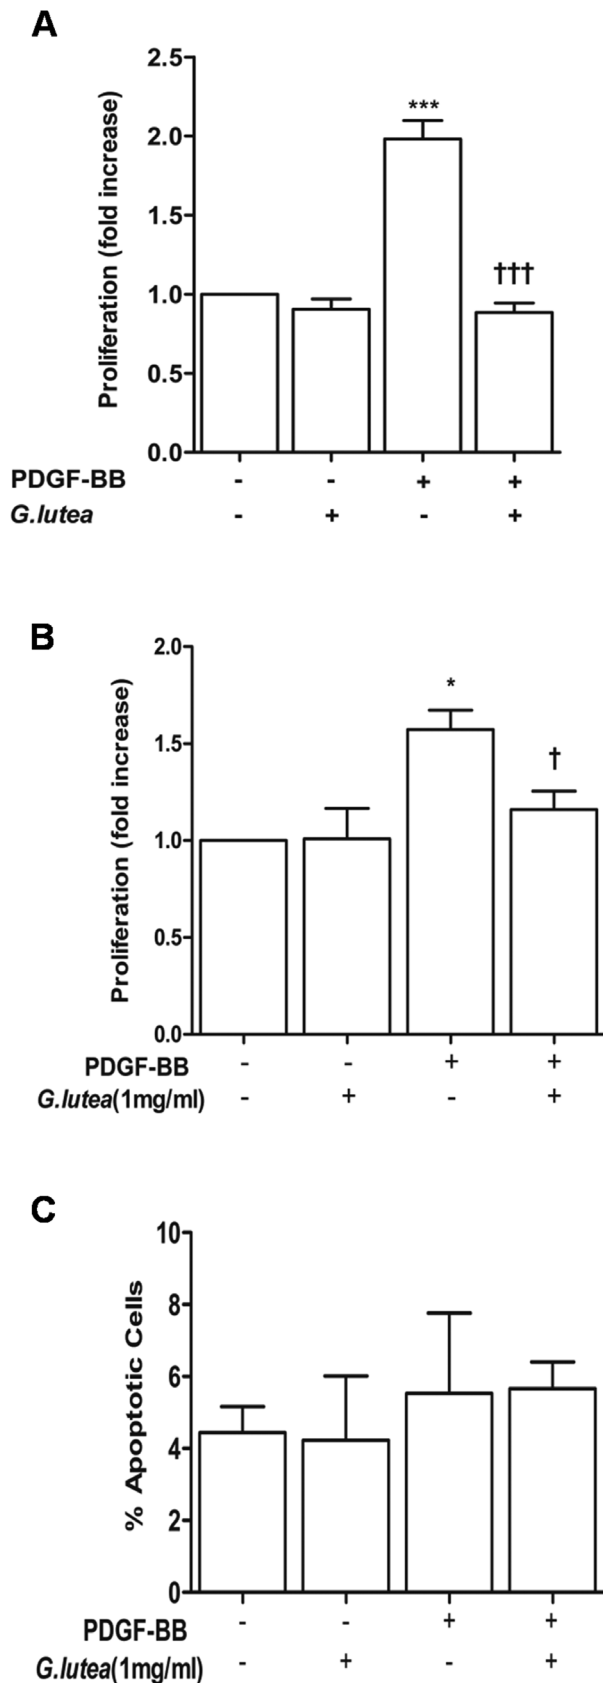 A
Proliferation (fold increase)
2.5
2.0
1.5
1.0
0.5
0.0
***
†††
PDGF-BB - - + +
G.lutea - + - +
B
Proliferation (fold increase)
2.0
1.5
1.0
0.5
0.0
*
†
PDGF-BB - - + +
G.lutea(1mg/ml) - + - +
C
% Apoptotic Cells
10
8
6
4
2
0
PDGF-BB - - + +
G.lutea(1mg/ml) - + - +